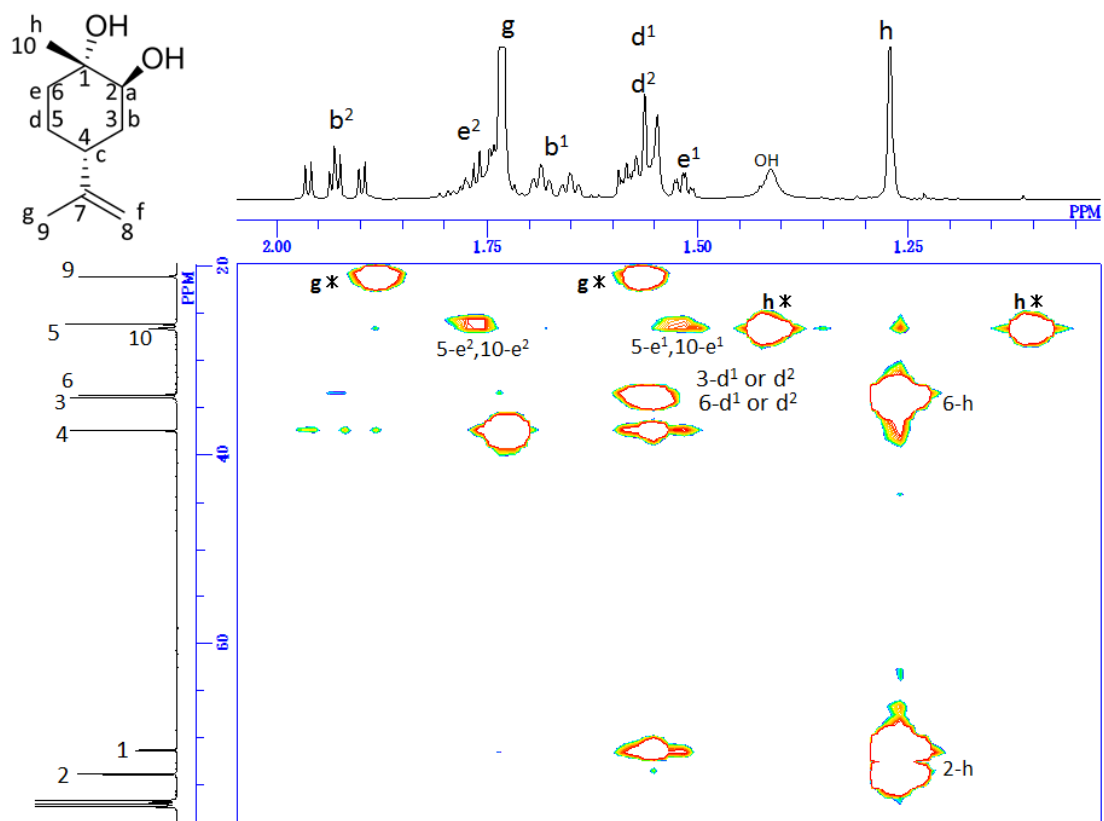 h
OH
10
OH
1
e
6
2
a
d
5
3
b
4
c
g
7
f
9
8
g
d¹
h
b²
e²
d²
b¹
e¹
OH
PPM
2.00
1.75
1.50
1.25
9
5
10
6
3
4
1
2
PPM
20
40
60
g *
g *
h *
h *
5-e²,10-e²
5-e¹,10-e¹
3-d¹ or d²
6-d¹ or d²
6-h
2-h